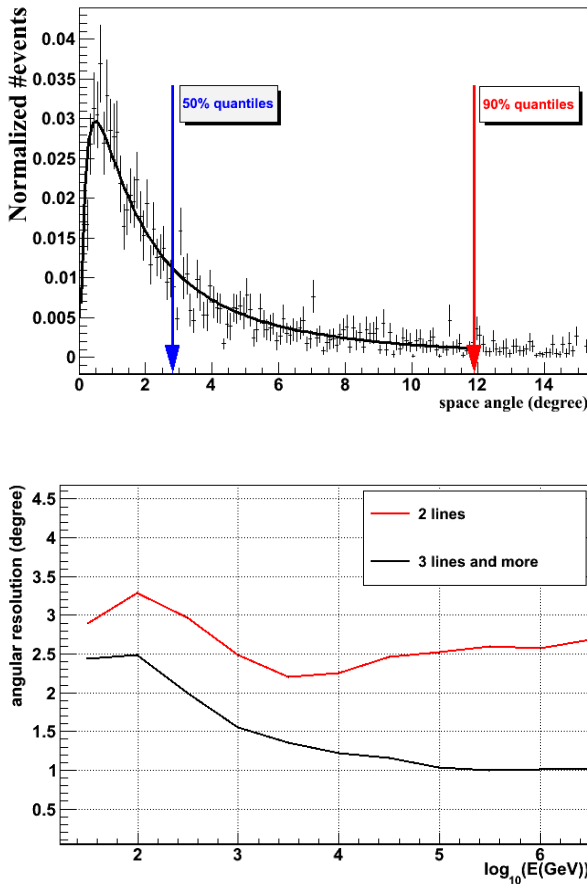 Normalized #events
0.04
0.035
0.03
0.025
0.02
0.015
0.01
0.005
0
50% quantiles
90% quantiles
0 2 4 6 8 10 12 14
space angle (degree)
angular resolution (degree)
4.5
4
3.5
3
2.5
2
1.5
1
0.5
2 lines
3 lines and more
2 3 4 5 6
log10(E(GeV))